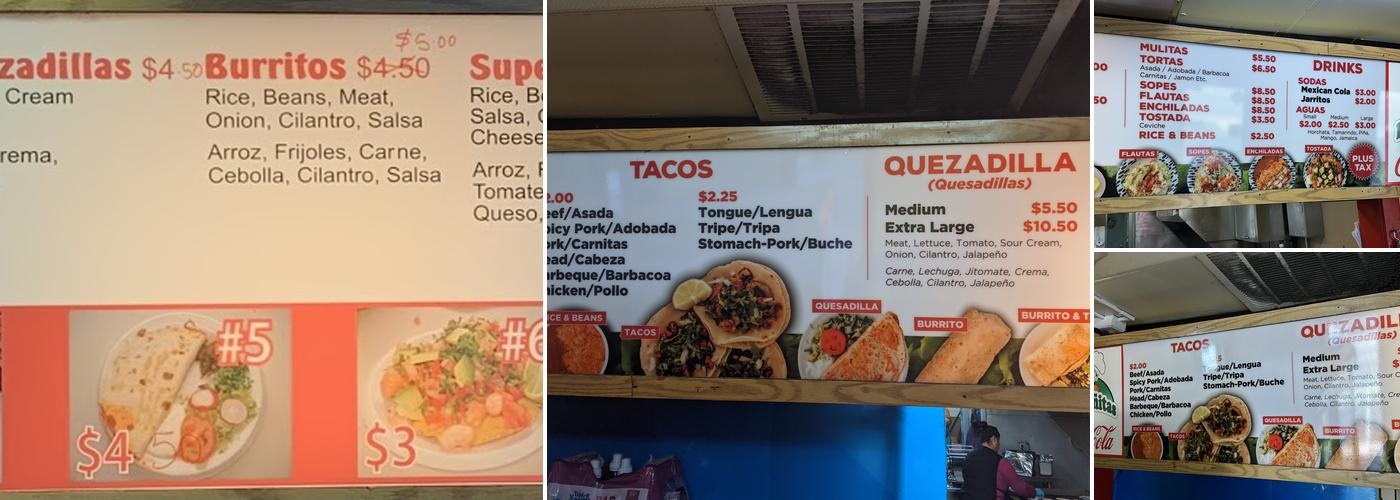 $5.00
zadillas $4.50 Burritos $4.50
Cream
Rice, Beans, Meat,
Onion, Cilantro, Salsa
rema,
Arroz, Frijoles, Carne,
Cebolla, Cilantro, Salsa
Supe
Rice, B
Salsa, C
Cheese
Arroz, F
Tomate
Queso,
#5
$4 50
#6
$3
TACOS
2.00
eef/Asada
picy Pork/Adobada
ork/Carnitas
ead/Cabeza
arbeque/Barbacoa
hicken/Pollo
$2.25
Tongue/Lengua
Tripe/Tripa
Stomach-Pork/Buche
QUEZADILLA
(Quesadillas)
Medium $5.50
Extra Large $10.50
Meat, Lettuce, Tomato, Sour Cream,
Onion, Cilantro, Jalapeño
Carne, Lechuga, Jitomate, Crema,
Cebolla, Cilantro, Jalapeño
ICE & BEANS
TACOS
QUESADILLA
BURRITO
BURRITO & T
00
50
MULITAS $5.50
TORTAS $6.50
Asada / Adobada / Barbacoa
Carnitas / Jamon Etc.
SOPES $8.50
FLAUTAS $8.50
ENCHILADAS $8.50
TOSTADA $3.50
Ceviche
RICE & BEANS $2.50
DRINKS
SODAS
Mexican Cola $3.00
Jarritos $2.00
AGUAS
Small Medium Large
$2.00 $2.50 $3.00
Horchata, Tamarindo, Piña,
Mango, Jamaica
FLAUTAS
SOPES
ENCHILADAS
TOSTADA
PLUS
TAX
TACOS
$2.00
Beef/Asada
Spicy Pork/Adobada
Pork/Carnitas
Head/Cabeza
Barbeque/Barbacoa
Chicken/Pollo
5
Tongue/Lengua
Tripe/Tripa
Stomach-Pork/Buche
QUEZADILL
(Quesadillas)
Medium
Extra Large
Meat, Lettuce, Tomato, Sour C
Onion, Cilantro, Jalapeño
Carne, Lechuga, Jitomate, Cre
Cebolla, Cilantro, Jalapeño
nitas
Cola
RICE & BEANS
TACOS
QUESADILLA
BURRITO
BURR